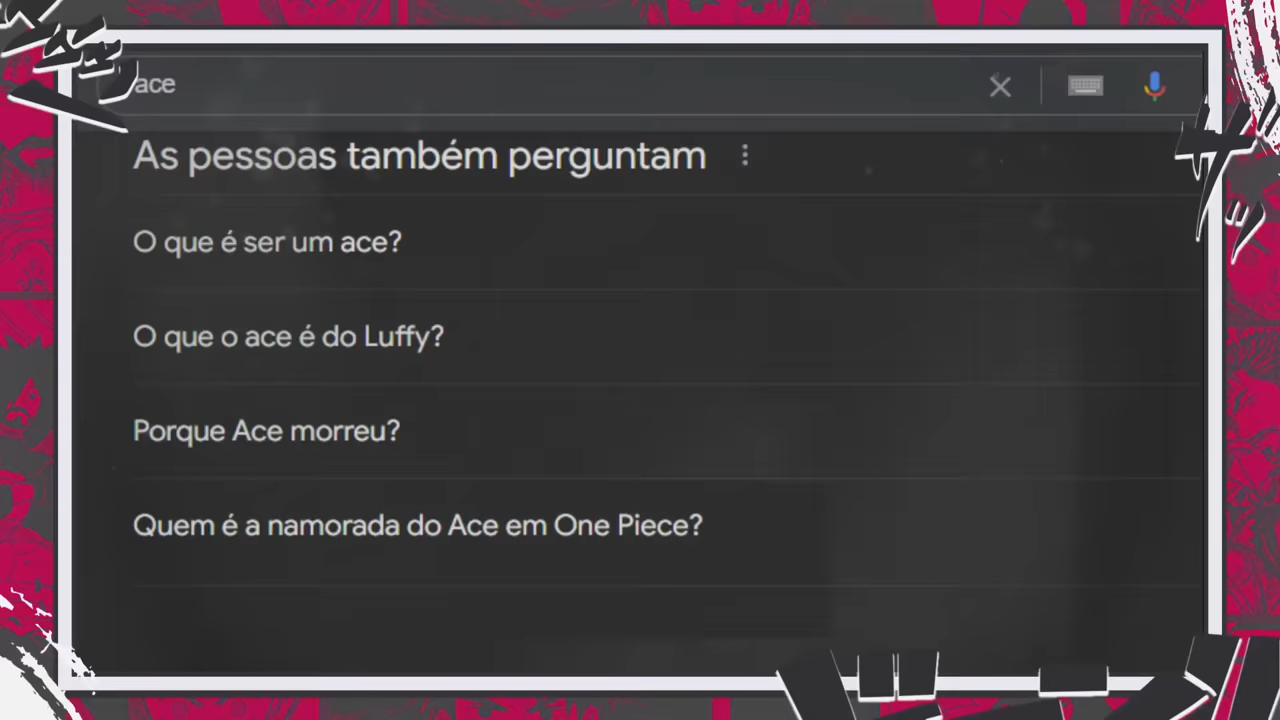 ace
As pessoas também perguntam
O que é ser um ace?
O que o ace é do Luffy?
Porque Ace morreu?
Quem é a namorada do Ace em One Piece?